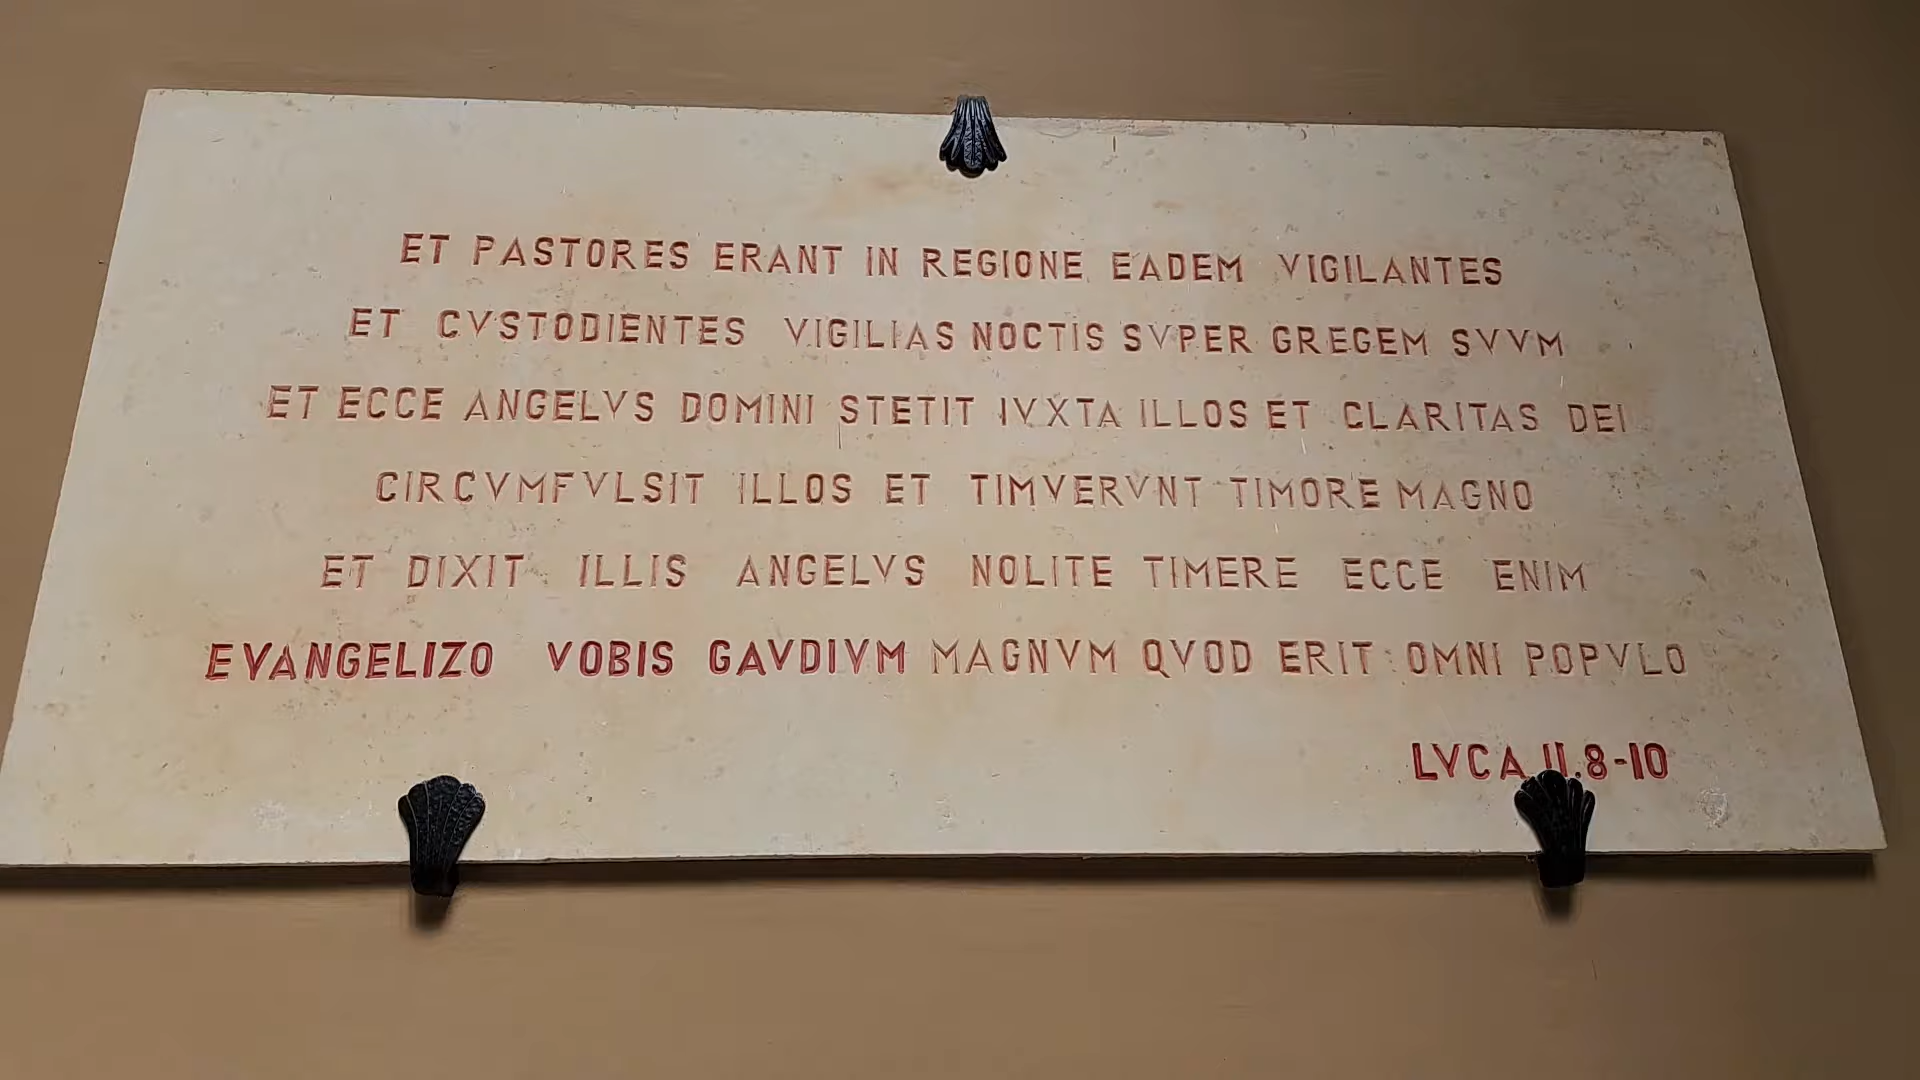 ET PASTORES ERANT IN REGIONE EADEM VIGILANTES
ET CVSTODIENTES VIGILIAS NOCTIS SVPER GREGEM SVVM
ET ECCE ANGELVS DOMINI STETIT IVXTA ILLOS ET CLARITAS DEI
CIRCVMFVLSIT ILLOS ET TIMVERVNT TIMORE MAGNO
ET DIXIT ILLIS ANGELVS NOLITE TIMERE ECCE ENIM
EVANGELIZO VOBIS GAVDIVM MAGNVM QVOD ERIT OMNI POPVLO
LVCA II.8-10